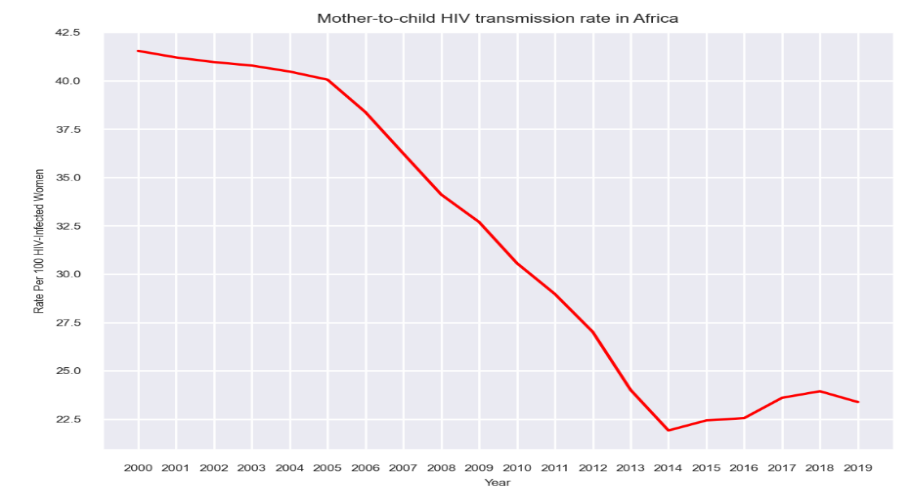 Mother-to-child HIV transmission rate in Africa
42.5
40.0
37.5
35.0
32.5
30.0
27.5
25.0
22.5
Rate Per 100 HIV-Infected Women
2000 2001 2002 2003 2004 2005 2006 2007 2008 2009 2010 2011 2012 2013 2014 2015 2016 2017 2018 2019
Year